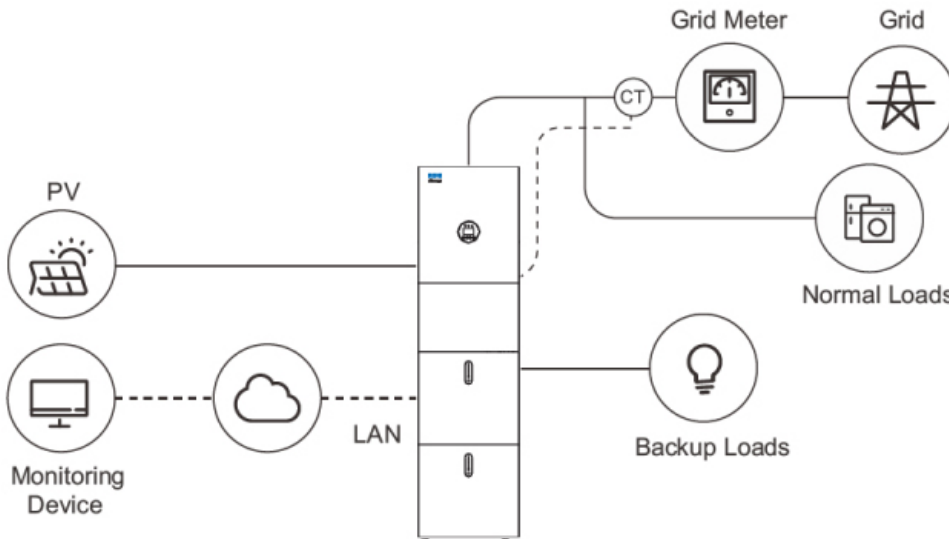 Grid Meter
Grid
CT
PV
Normal Loads
LAN
Backup Loads
Monitoring
Device